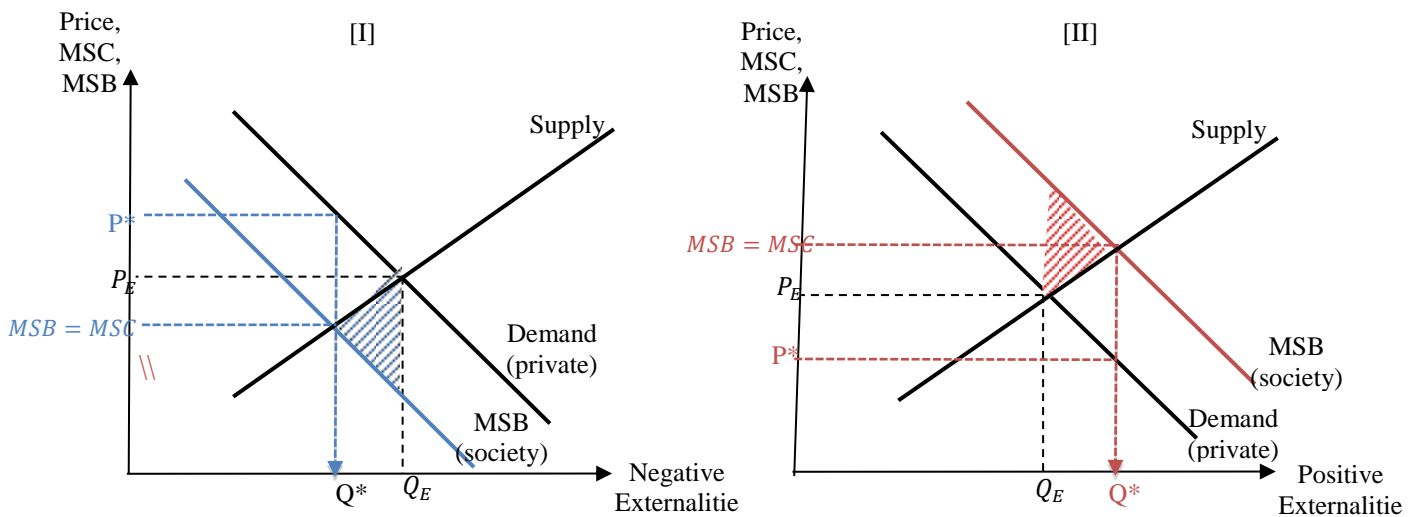 Price,
MSC,
MSB
[I]
Supply
P*
P_E
MSB = MSC
\\
Demand
(private)
MSB
(society)
Q*
Q_E
Negative
Externalitie
Price,
MSC,
MSB
[II]
Supply
MSB = MSC
P_E
P*
MSB
(society)
Demand
(private)
Q_E
Q*
Positive
Externalitie